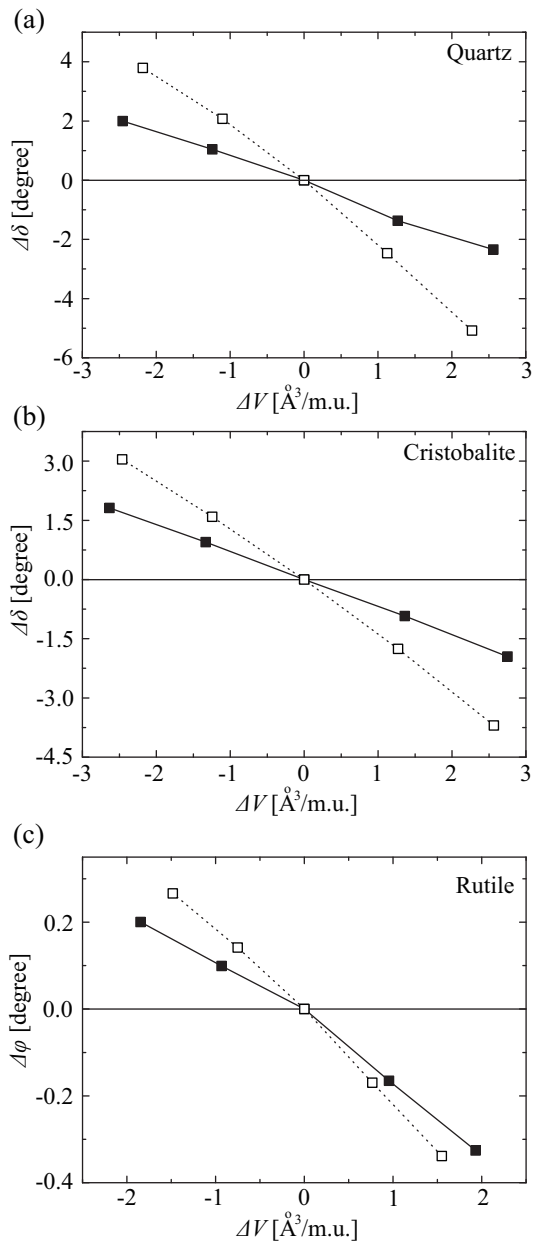 (a)
Quartz
4
2
0
-2
-4
-6
Δδ [degree]
-3 -2 -1 0 1 2 3
ΔV [Å³/m.u.]
(b)
Cristobalite
3.0
1.5
0.0
-1.5
-3.0
-4.5
Δδ [degree]
-3 -2 -1 0 1 2 3
ΔV [Å³/m.u.]
(c)
Rutile
0.2
0.0
-0.2
-0.4
Δφ [degree]
-2 -1 0 1 2
ΔV [Å³/m.u.]